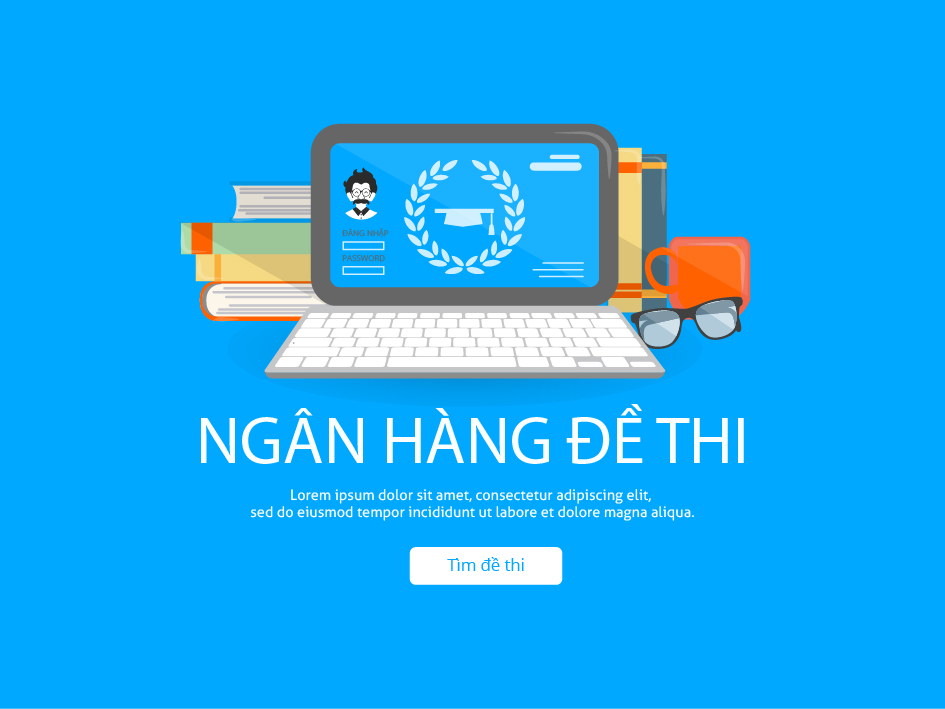 ĐĂNG NHẬP
PASSWORD
NGÂN HÀNG ĐỀ THI
Lorem ipsum dolor sit amet, consectetur adipiscing elit,
sed do eiusmod tempor incididunt ut labore et dolore magna aliqua.
Tìm đề thi